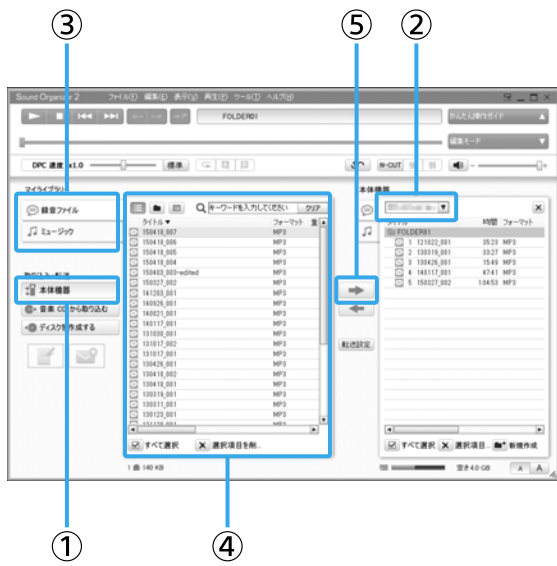 ③
⑤
②
Sound Organizer 2 ファイル(F) 編集(E) 表示(V) 再生(P) ツール(T) ヘルプ(H)
FOLDER01
かんたん操作ガイド
編集モード
DPC 速度 x1.0
標準
N-CUT
マイライブラリ
録音ファイル
ミュージック
本体機器
音楽 CDから取り込む
ディスクを作成する
キーワードを入力してください クリア
タイトル フォーマット
150418_007 MP3
150418_006 MP3
150418_005 MP3
150418_004 MP3
150403_003-edited MP3
150327_002 MP3
141203_001 MP3
140926_001 MP3
140821_001 MP3
140117_001 MP3
131030_001 MP3
131017_002 MP3
131017_001 MP3
130426_001 MP3
130418_002 MP3
130418_001 MP3
130319_001 MP3
130311_001 MP3
130123_001 MP3
すべて選択 選択項目を削..
1 曲 140 KB
転送設定
本体機器
タイトル 時間 フォーマット
FOLDER01
1 121022_001 35:23 MP3
2 130319_001 33:27 MP3
3 130426_001 15:49 MP3
4 140117_001 47:41 MP3
5 150327_002 1:04:53 MP3
すべて選択 選択項目.. 新規作成
空き 4.0 GB A A
①
④